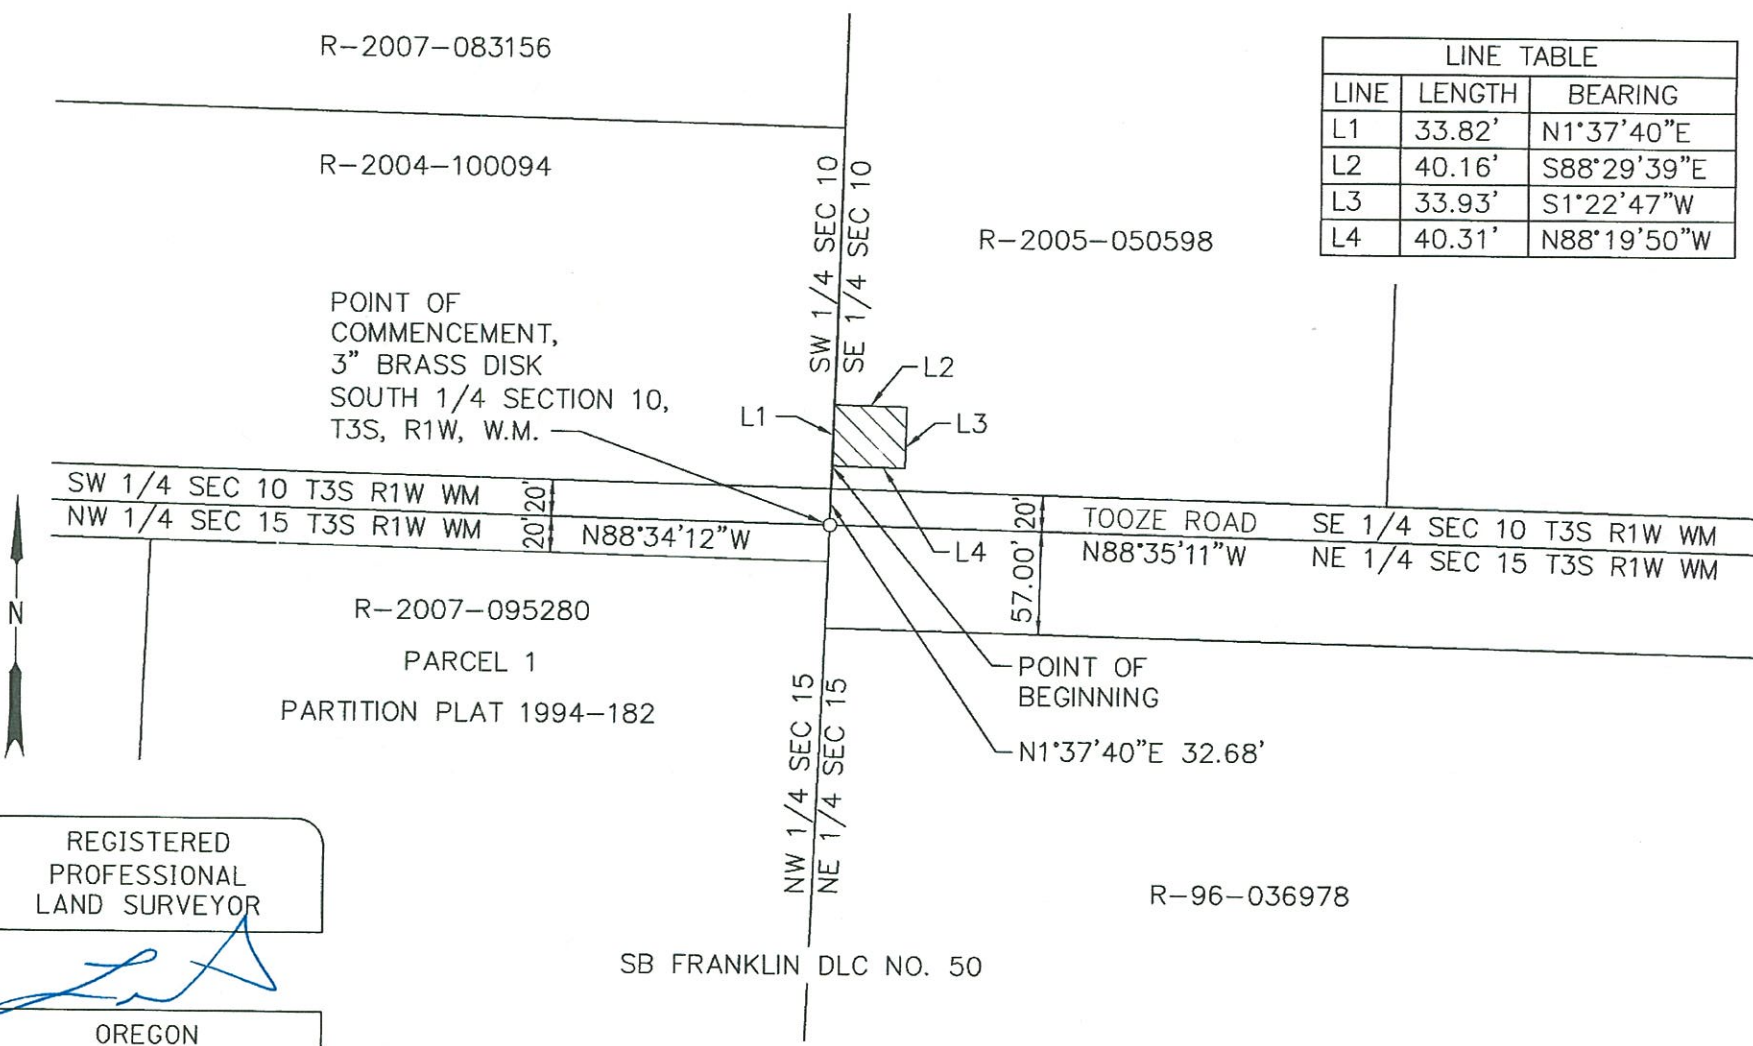 R-2007-083156
LINE TABLE
LINE LENGTH BEARING
L1 33.82' N1°37'40"E
L2 40.16' S88°29'39"E
L3 33.93' S1°22'47"W
L4 40.31' N88°19'50"W
R-2004-100094
SW 1/4 SEC 10
SE 1/4 SEC 10
R-2005-050598
POINT OF
COMMENCEMENT,
3" BRASS DISK
SOUTH 1/4 SECTION 10,
T3S, R1W, W.M.
L1
L2
L3
L4
SW 1/4 SEC 10 T3S R1W WM
NW 1/4 SEC 15 T3S R1W WM
20'
20'
N88°34'12"W
20'
57.00'
TOOZE ROAD
N88°35'11"W
SE 1/4 SEC 10 T3S R1W WM
NE 1/4 SEC 15 T3S R1W WM
N
R-2007-095280
PARCEL 1
PARTITION PLAT 1994-182
POINT OF
BEGINNING
N1°37'40"E 32.68'
NW 1/4 SEC 15
NE 1/4 SEC 15
REGISTERED
PROFESSIONAL
LAND SURVEYOR
R-96-036978
SB FRANKLIN DLC NO. 50
OREGON